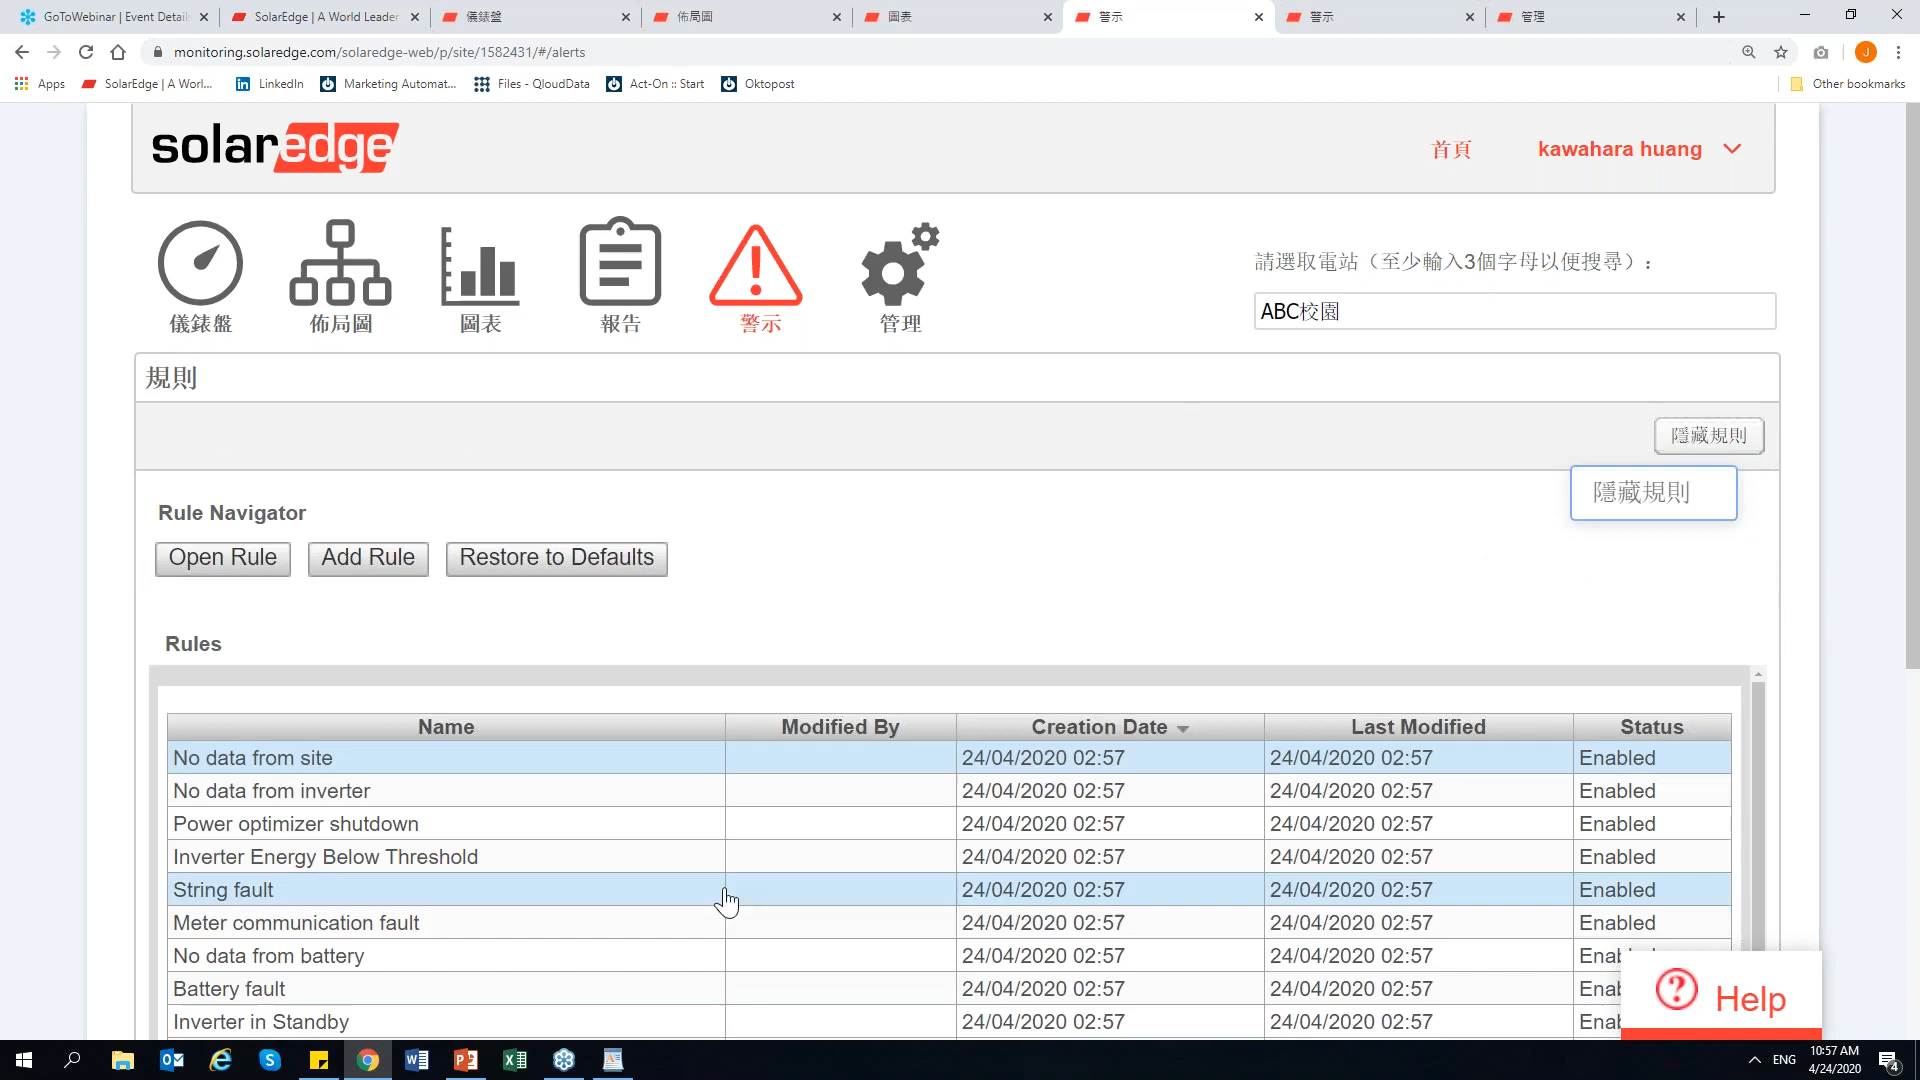 GoToWebinar | Event Details
SolarEdge | A World Leader
儀錶盤
佈局圖
圖表
警示
警示
管理
monitoring.solaredge.com/solaredge-web/p/site/1582431/#/alerts
J
Apps
SolarEdge | A Worl...
LinkedIn
Marketing Automat...
Files - QloudData
Act-On :: Start
Oktopost
Other bookmarks
solaredge
首頁
kawahara huang
儀錶盤
佈局圖
圖表
報告
警示
管理
請選取電站（至少輸入3個字母以便搜尋）：
ABC校園
規則
隱藏規則
隱藏規則
Rule Navigator
Open Rule Add Rule Restore to Defaults
Rules
Name Modified By Creation Date Last Modified Status
No data from site 24/04/2020 02:57 24/04/2020 02:57 Enabled
No data from inverter 24/04/2020 02:57 24/04/2020 02:57 Enabled
Power optimizer shutdown 24/04/2020 02:57 24/04/2020 02:57 Enabled
Inverter Energy Below Threshold 24/04/2020 02:57 24/04/2020 02:57 Enabled
String fault 24/04/2020 02:57 24/04/2020 02:57 Enabled
Meter communication fault 24/04/2020 02:57 24/04/2020 02:57 Enabled
No data from battery 24/04/2020 02:57 24/04/2020 02:57
Battery fault 24/04/2020 02:57 24/04/2020 02:57
Inverter in Standby 24/04/2020 02:57 24/04/2020 02:57
Help
ENG
10:57 AM
4/24/2020
4